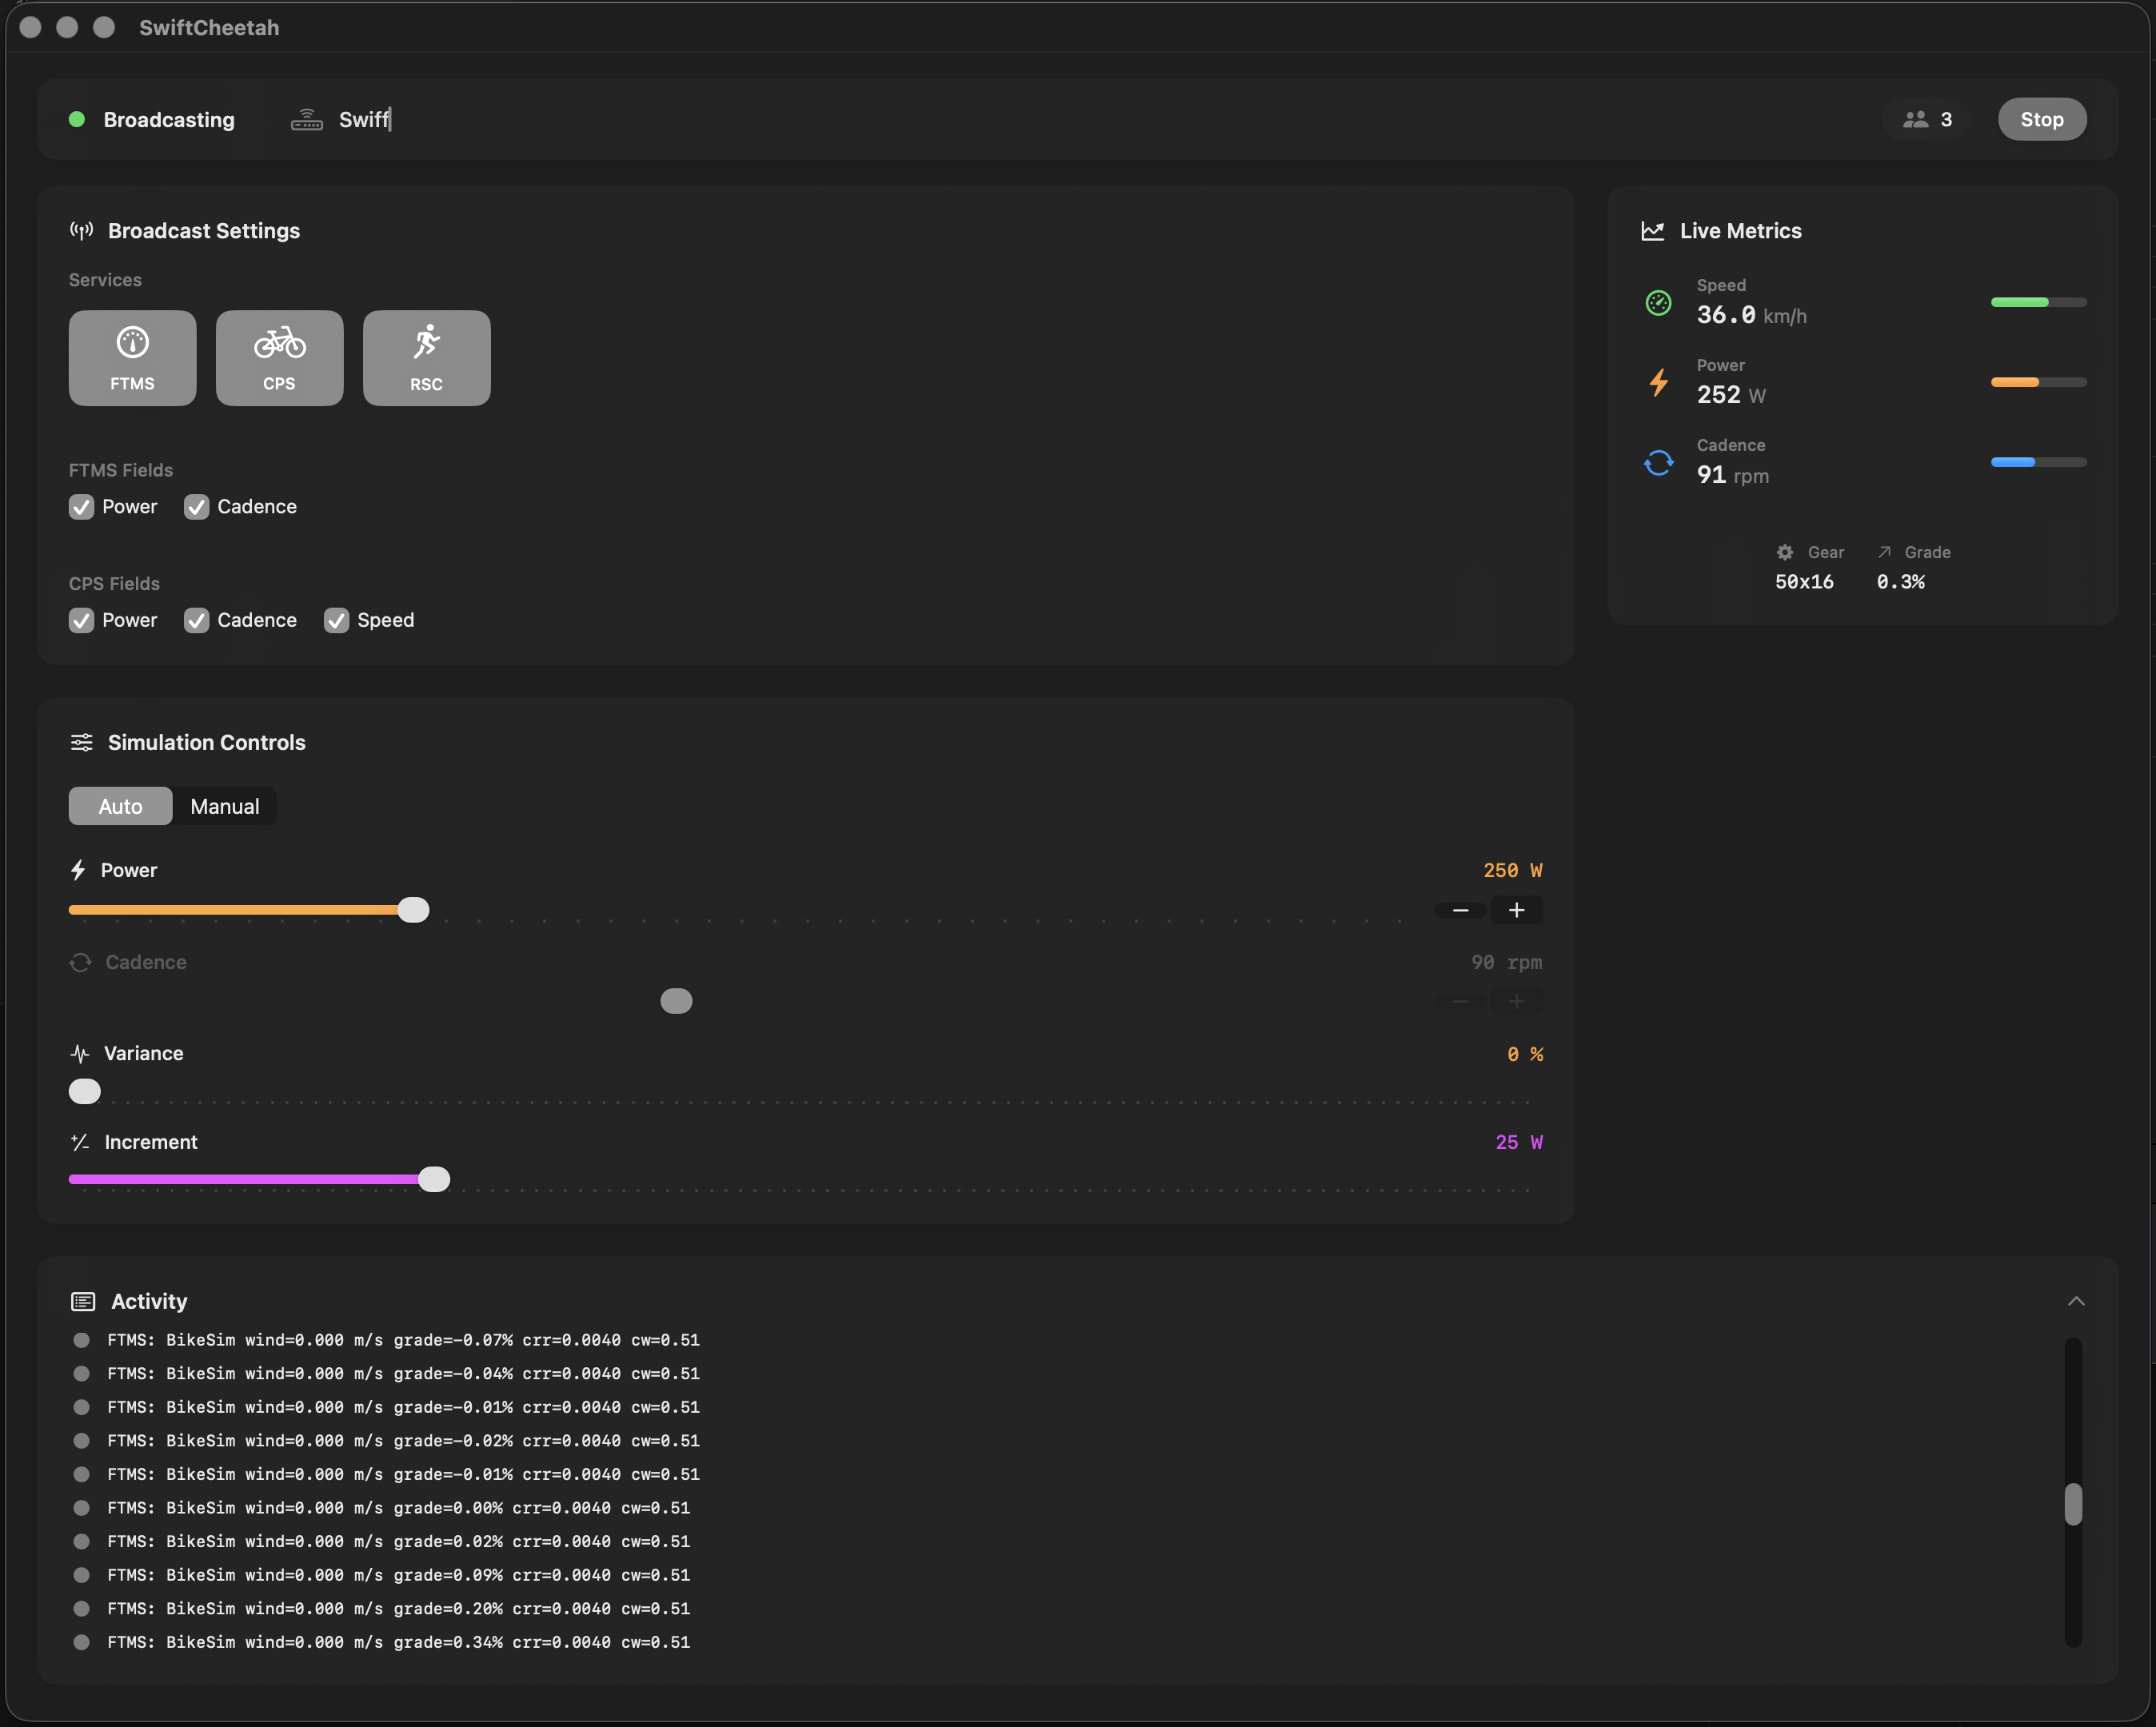 SwiftCheetah
Broadcasting Swiff 3 Stop
Broadcast Settings
Services
FTMS CPS RSC
FTMS Fields
Power Cadence
CPS Fields
Power Cadence Speed
Live Metrics
Speed
36.0 km/h
Power
252 W
Cadence
91 rpm
Gear Grade
50x16 0.3%
Simulation Controls
Auto Manual
Power 250 W
− +
Cadence 90 rpm
− +
Variance 0 %
Increment 25 W
Activity
FTMS: BikeSim wind=0.000 m/s grade=-0.07% crr=0.0040 cw=0.51
FTMS: BikeSim wind=0.000 m/s grade=-0.04% crr=0.0040 cw=0.51
FTMS: BikeSim wind=0.000 m/s grade=-0.01% crr=0.0040 cw=0.51
FTMS: BikeSim wind=0.000 m/s grade=-0.02% crr=0.0040 cw=0.51
FTMS: BikeSim wind=0.000 m/s grade=-0.01% crr=0.0040 cw=0.51
FTMS: BikeSim wind=0.000 m/s grade=0.00% crr=0.0040 cw=0.51
FTMS: BikeSim wind=0.000 m/s grade=0.02% crr=0.0040 cw=0.51
FTMS: BikeSim wind=0.000 m/s grade=0.09% crr=0.0040 cw=0.51
FTMS: BikeSim wind=0.000 m/s grade=0.20% crr=0.0040 cw=0.51
FTMS: BikeSim wind=0.000 m/s grade=0.34% crr=0.0040 cw=0.51